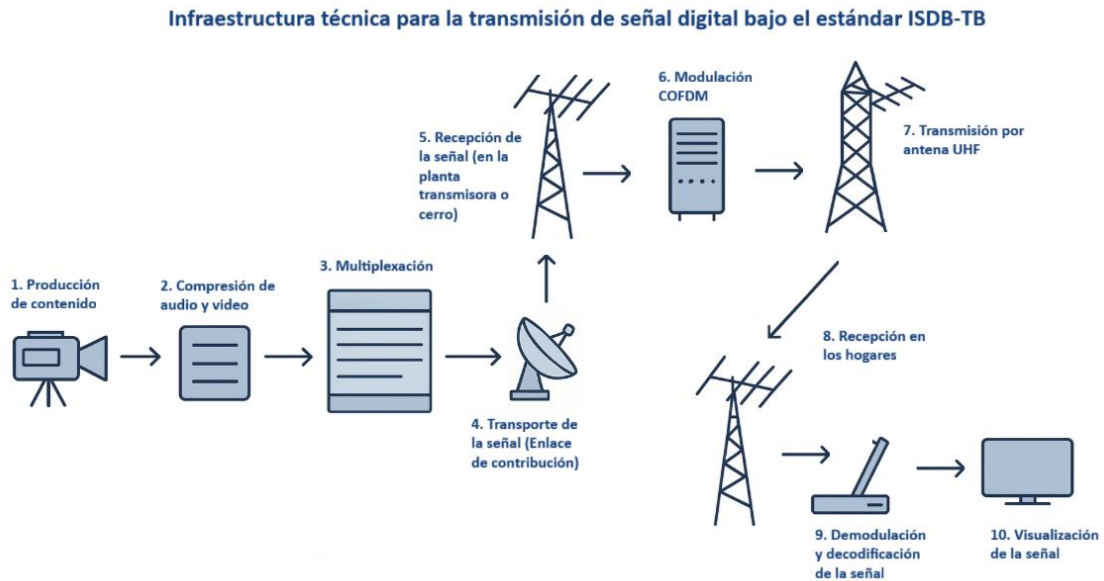 Infraestructura técnica para la transmisión de señal digital bajo el estándar ISDB-TB
1. Producción
de contenido
2. Compresión de
audio y video
3. Multiplexación
4. Transporte de
la señal (Enlace
de contribución)
5. Recepción de
la señal (en la
planta
transmisora o
cerro)
6. Modulación
COFDM
7. Transmisión por
antena UHF
8. Recepción en
los hogares
9. Demodulación
y decodificación
de la señal
10. Visualización
de la señal